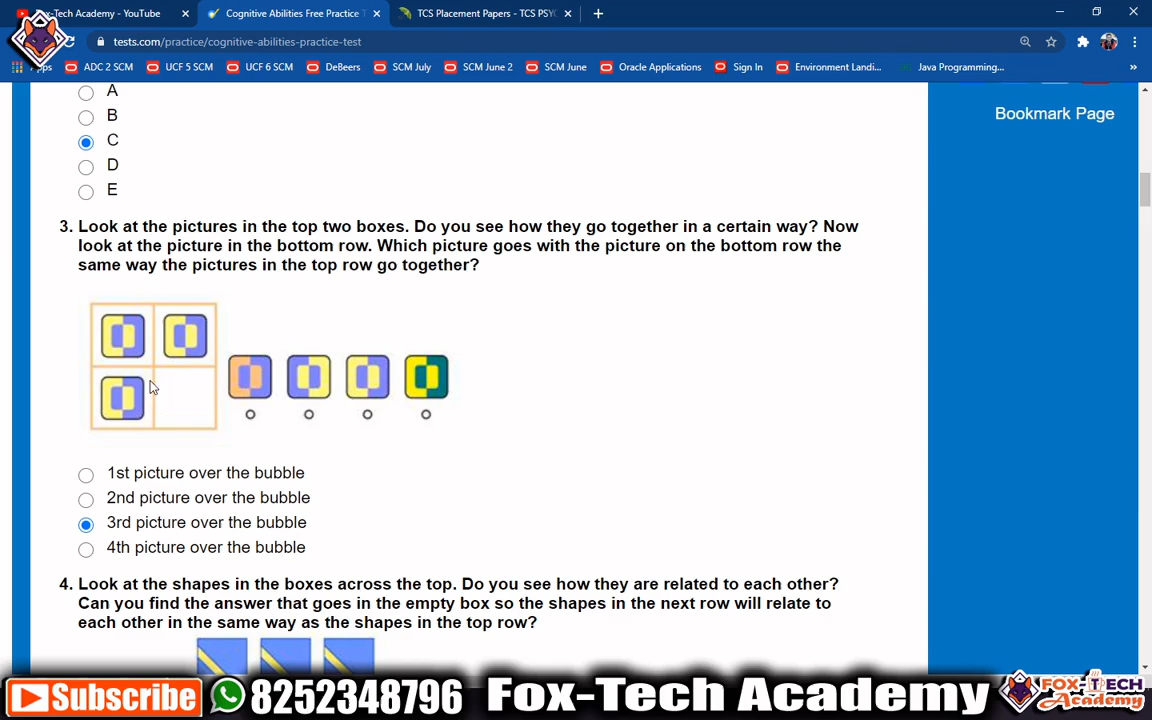 Fox-Tech Academy - YouTube
Cognitive Abilities Free Practice T
TCS Placement Papers - TCS PSY
tests.com/practice/cognitive-abilities-practice-test
Apps ADC 2 SCM UCF 5 SCM UCF 6 SCM DeBeers SCM July SCM June 2 SCM June Oracle Applications Sign In Environment Landi... Java Programming... »
A
Bookmark Page
B
C
D
E
3. Look at the pictures in the top two boxes. Do you see how they go together in a certain way? Now
look at the picture in the bottom row. Which picture goes with the picture on the bottom row the
same way the pictures in the top row go together?
1st picture over the bubble
2nd picture over the bubble
3rd picture over the bubble
4th picture over the bubble
4. Look at the shapes in the boxes across the top. Do you see how they are related to each other?
Can you find the answer that goes in the empty box so the shapes in the next row will relate to
each other in the same way as the shapes in the top row?
Subscribe 8252348796 Fox-Tech Academy
FOX-TECH
ACADEMY